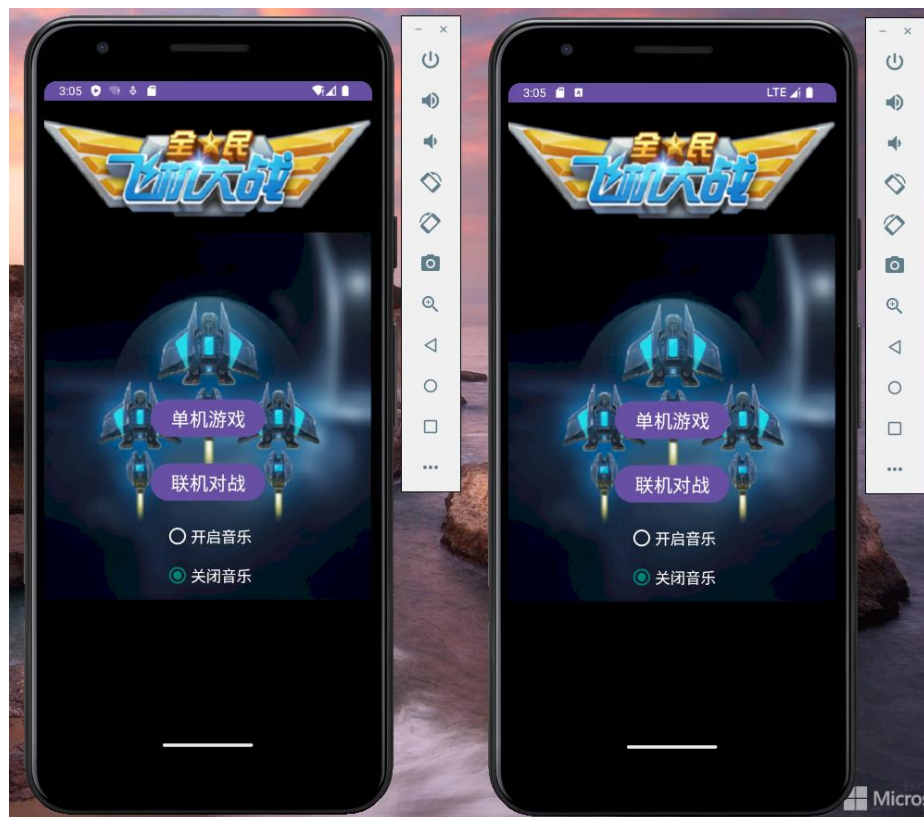 3:05
全民
飞机大战
单机游戏
联机对战
开启音乐
关闭音乐
3:05
LTE
全民
飞机大战
单机游戏
联机对战
开启音乐
关闭音乐
Micros